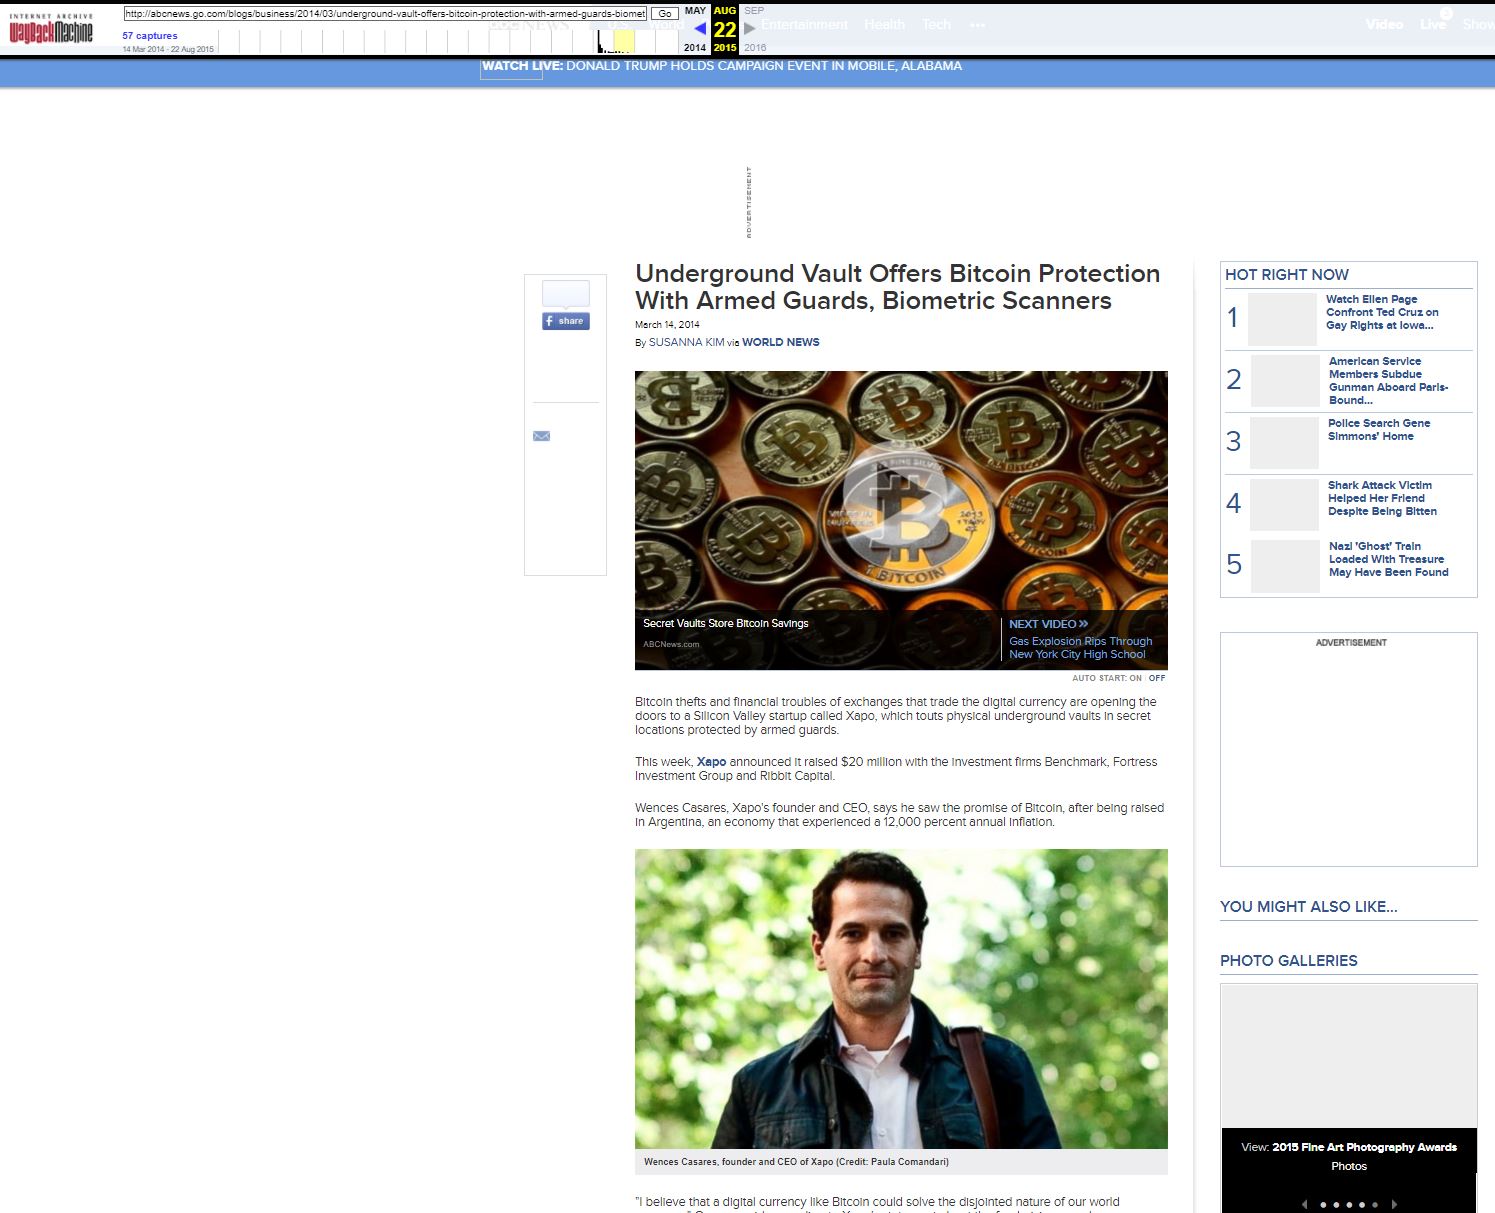 INTERNET ARCHIVE
WayBackMachine
http://abcnews.go.com/blogs/business/2014/03/underground-vault-offers-bitcoin-protection-with-armed-guards-biomet
Go
57 captures
14 Mar 2014 - 22 Aug 2015
MAY AUG SEP
22
2014 2015 2016
World
Entertainment Health Tech •••
Video Live Show
WATCH LIVE: DONALD TRUMP HOLDS CAMPAIGN EVENT IN MOBILE, ALABAMA
ADVERTISEMENT
share
Underground Vault Offers Bitcoin Protection
With Armed Guards, Biometric Scanners
March 14, 2014
By SUSANNA KIM via WORLD NEWS
1 BITCOIN
Secret Vaults Store Bitcoin Savings
ABCNews.com
NEXT VIDEO »
Gas Explosion Rips Through
New York City High School
AUTO START: ON | OFF
Bitcoin thefts and financial troubles of exchanges that trade the digital currency are opening the
doors to a Silicon Valley startup called Xapo, which touts physical underground vaults in secret
locations protected by armed guards.
This week, Xapo announced it raised $20 million with the investment firms Benchmark, Fortress
Investment Group and Ribbit Capital.
Wences Casares, Xapo's founder and CEO, says he saw the promise of Bitcoin, after being raised
in Argentina, an economy that experienced a 12,000 percent annual inflation.
Wences Casares, founder and CEO of Xapo (Credit: Paula Comandari)
"I believe that a digital currency like Bitcoin could solve the disjointed nature of our world
HOT RIGHT NOW
1
Watch Ellen Page
Confront Ted Cruz on
Gay Rights at Iowa...
2
American Service
Members Subdue
Gunman Aboard Paris-
Bound...
3
Police Search Gene
Simmons' Home
4
Shark Attack Victim
Helped Her Friend
Despite Being Bitten
5
Nazi 'Ghost' Train
Loaded With Treasure
May Have Been Found
ADVERTISEMENT
YOU MIGHT ALSO LIKE...
PHOTO GALLERIES
View: 2015 Fine Art Photography Awards
Photos